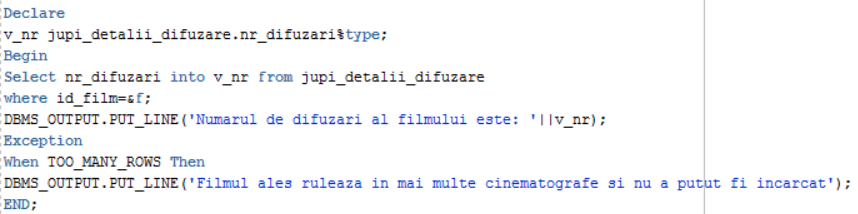 Declare
v_nr jupi_detalii_difuzare.nr_difuzari%type;
Begin
Select nr_difuzari into v_nr from jupi_detalii_difuzare
where id_film=&f;
DBMS_OUTPUT.PUT_LINE('Numarul de difuzari al filmului este: '||v_nr);
Exception
When TOO_MANY_ROWS Then
DBMS_OUTPUT.PUT_LINE('Filmul ales ruleaza in mai multe cinematografe si nu a putut fi incarcat');
END;